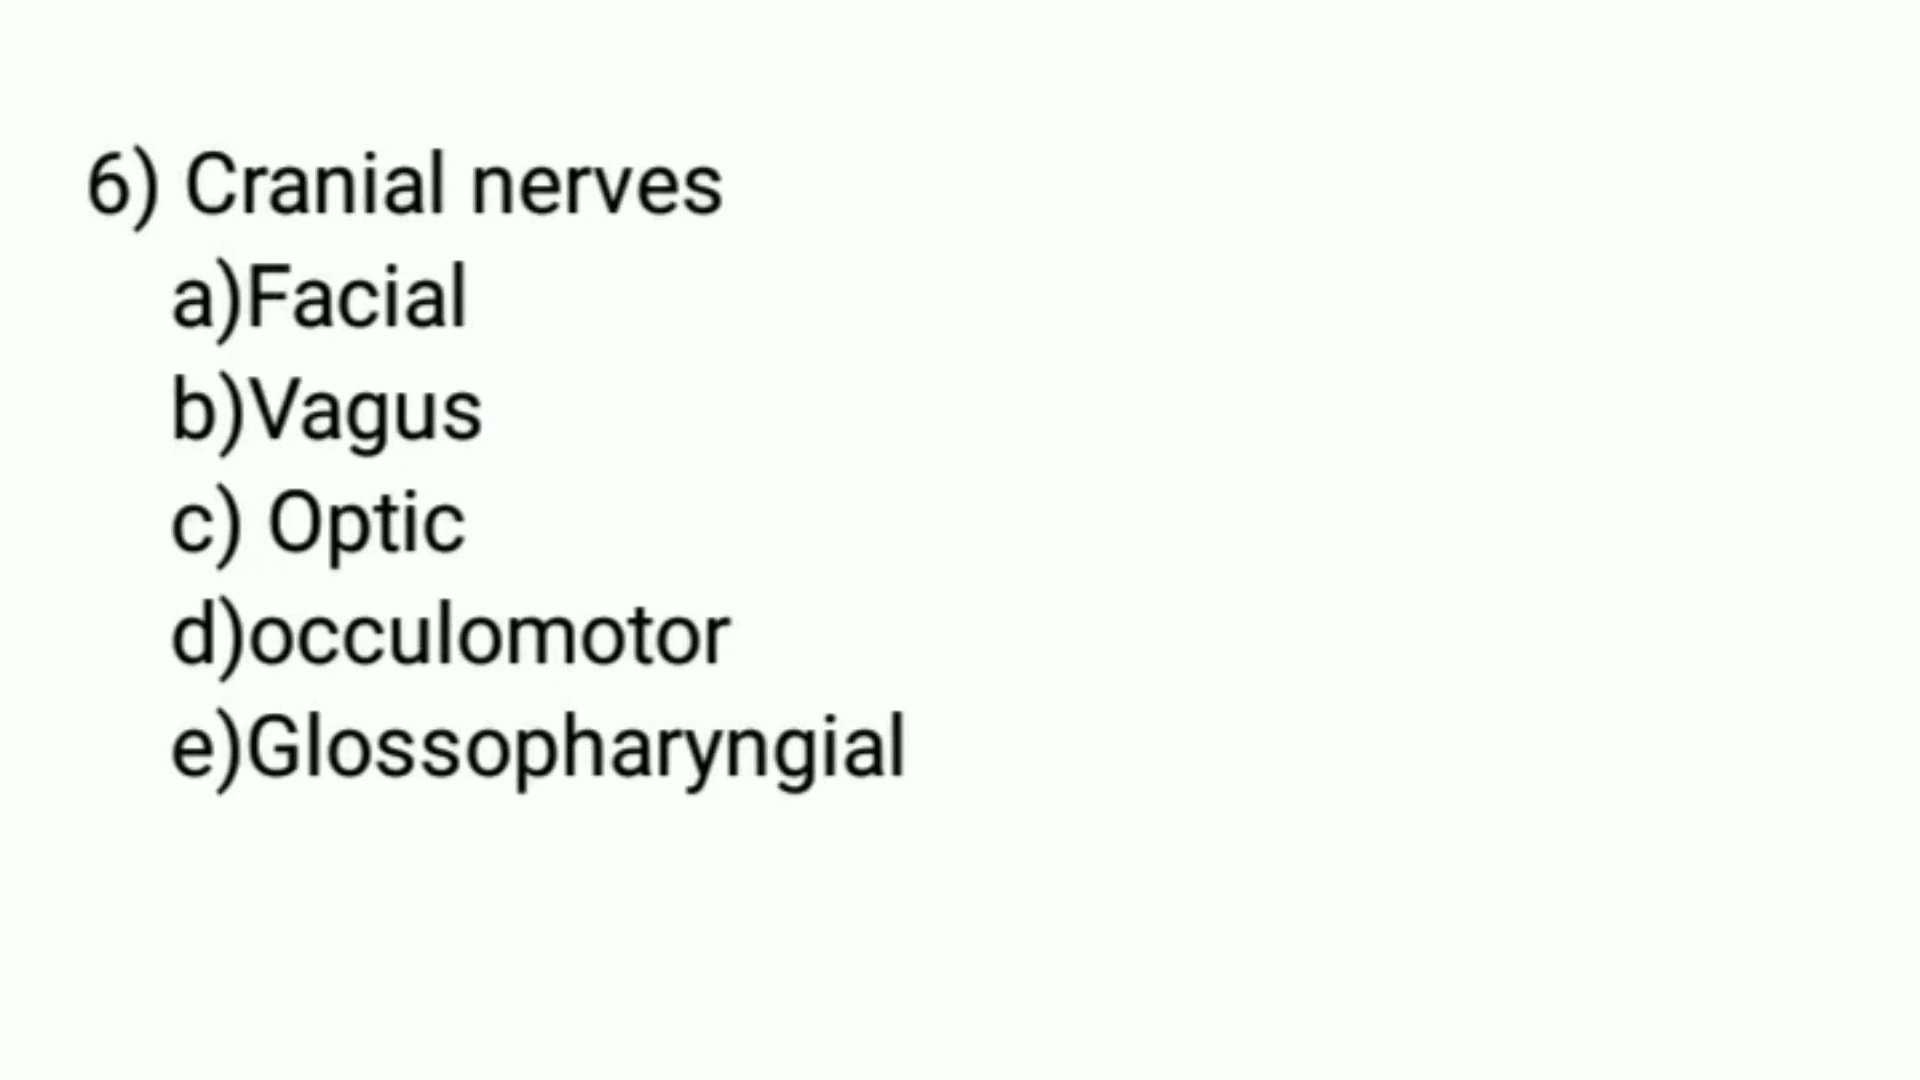 6) Cranial nerves
a)Facial
b)Vagus
c) Optic
d)occulomotor
e)Glossopharyngial